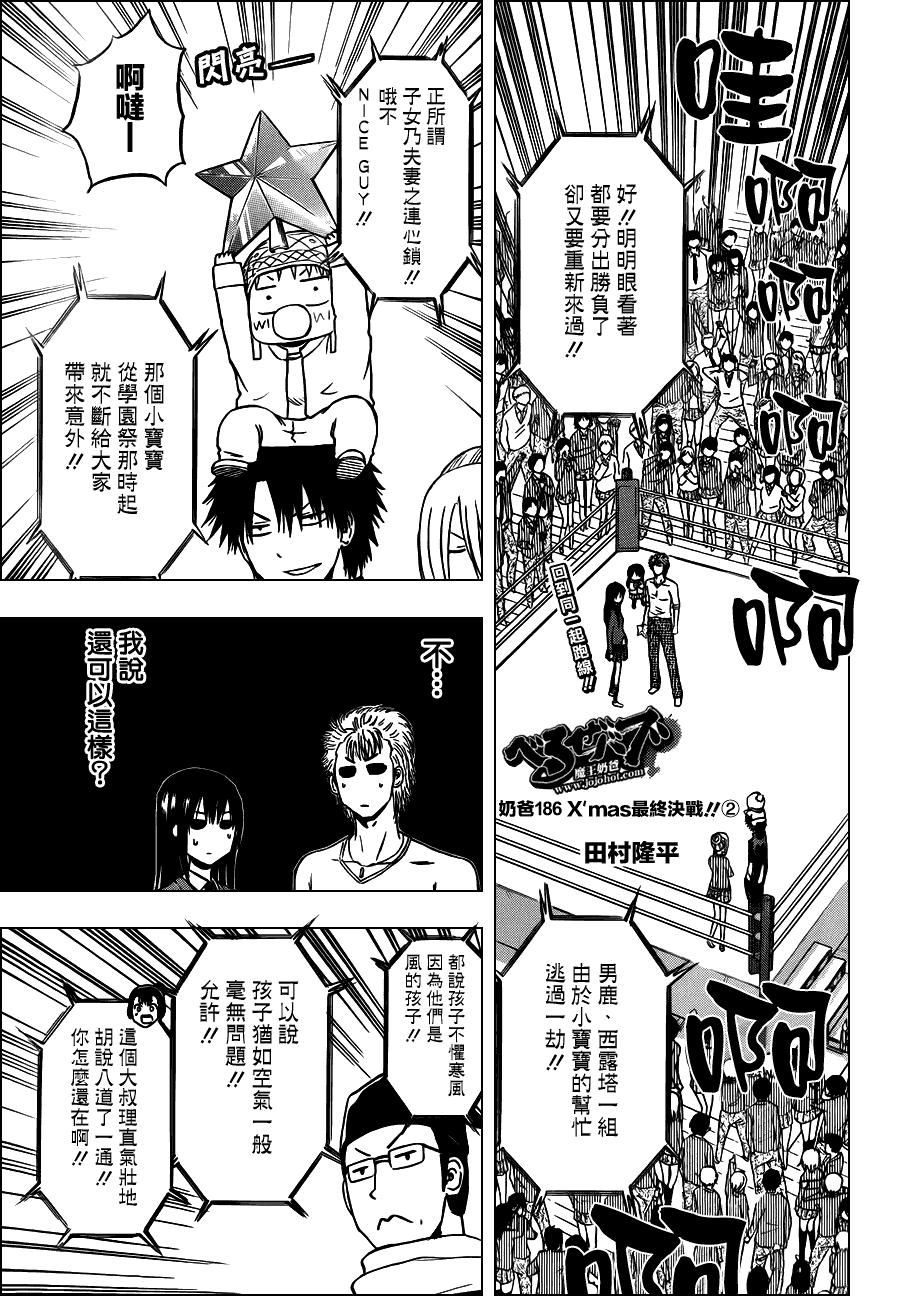 哇
啊
啊
啊
啊
好!!明明眼看著
都要分出勝負了
卻又要重新來過!!
回到同一起跑線!!
べるぜバブ
魔王奶爸
www.jojohot.com
奶爸186 X'mas最終決戰!!②
田村隆平
男鹿、西露塔一組
由於小寶寶的幫忙
逃過一劫!!
啊
啊
正所謂
子女乃夫妻之連心鎖!!
哦不
NICE GUY!!
閃亮—
啊噠—
那個小寶寶
從學園祭那時起
就不斷給大家
帶來意外!!
不…
我說
還可以這樣?
都說孩子不懼寒風
因為他們是
風的孩子!!
可以說
孩子猶如空氣一般
毫無問題!!
允許!!
這個大叔理直氣壯地
胡說八道了一通!!
你怎麼還在啊!!